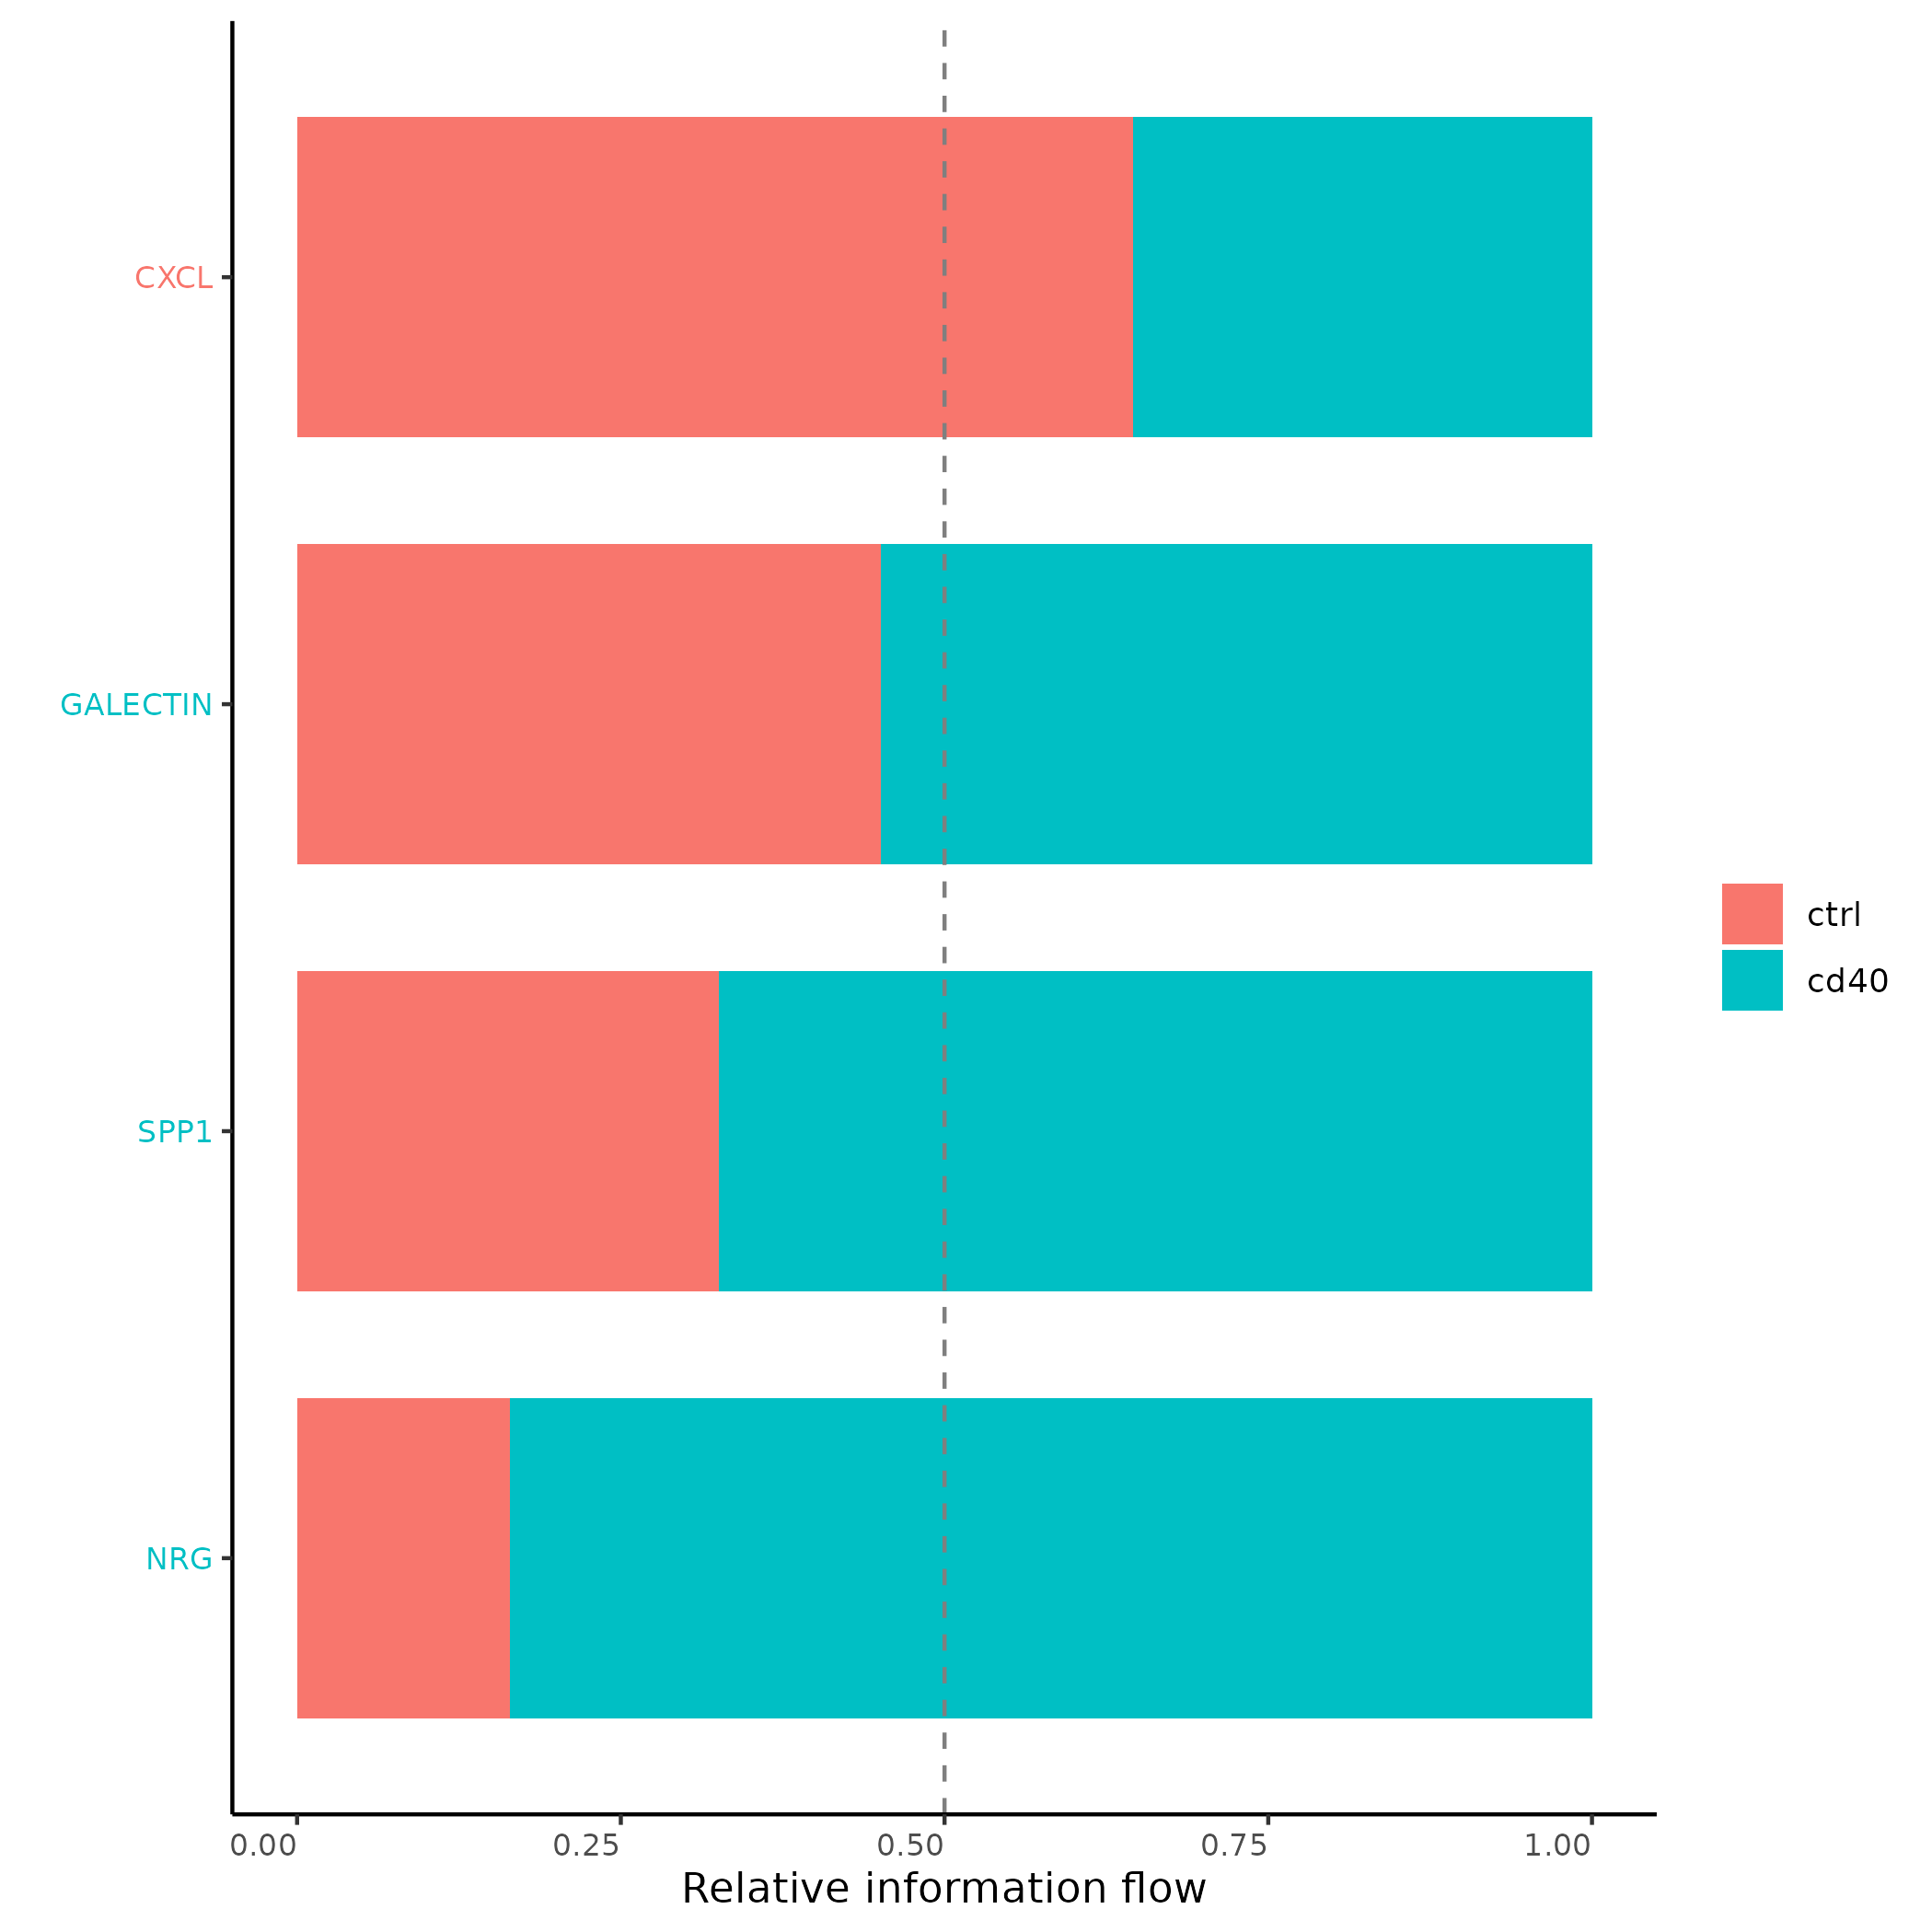 CXCL
GALECTIN
SPP1
NRG
ctrl
cd40
0.00 0.25 0.50 0.75 1.00
Relative information flow